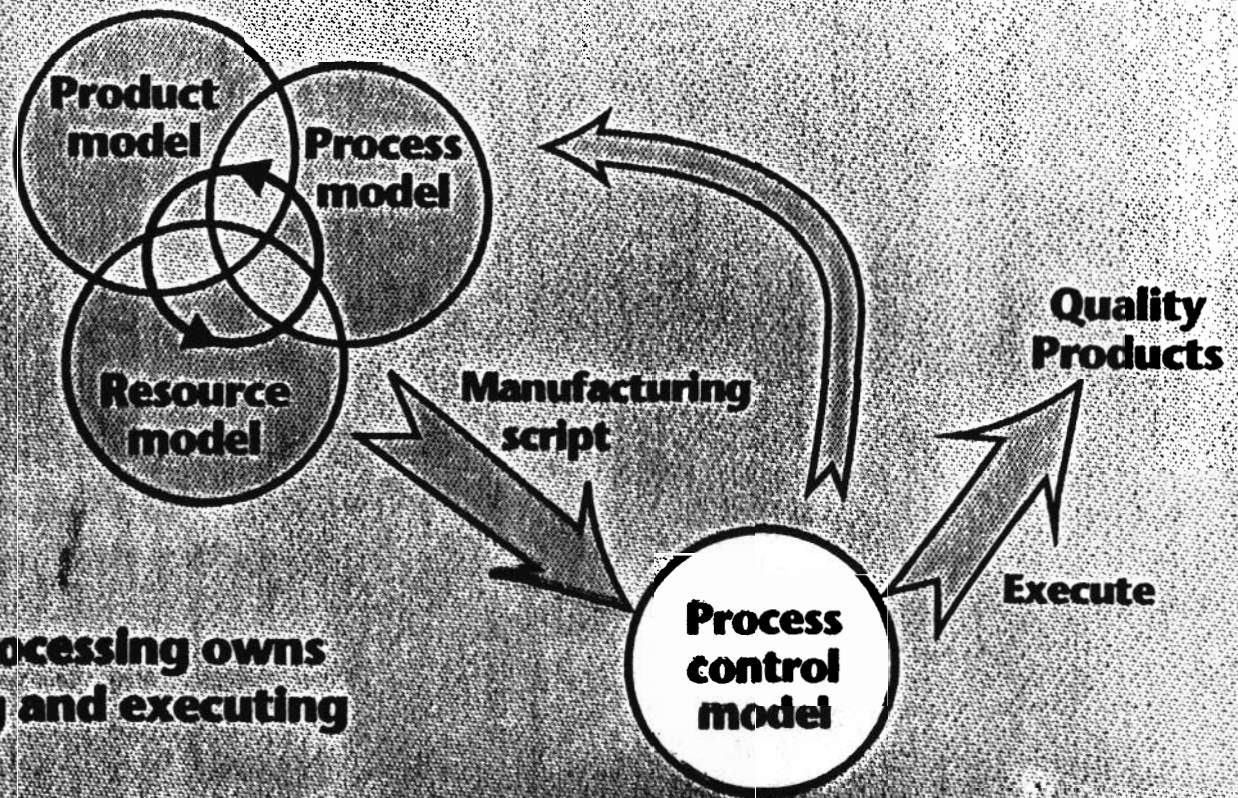 Product
model
Process
model
Resource
model
Manufacturing
script
Quality
Products
Execute
Process
control
model
ocessing owns
g and executing